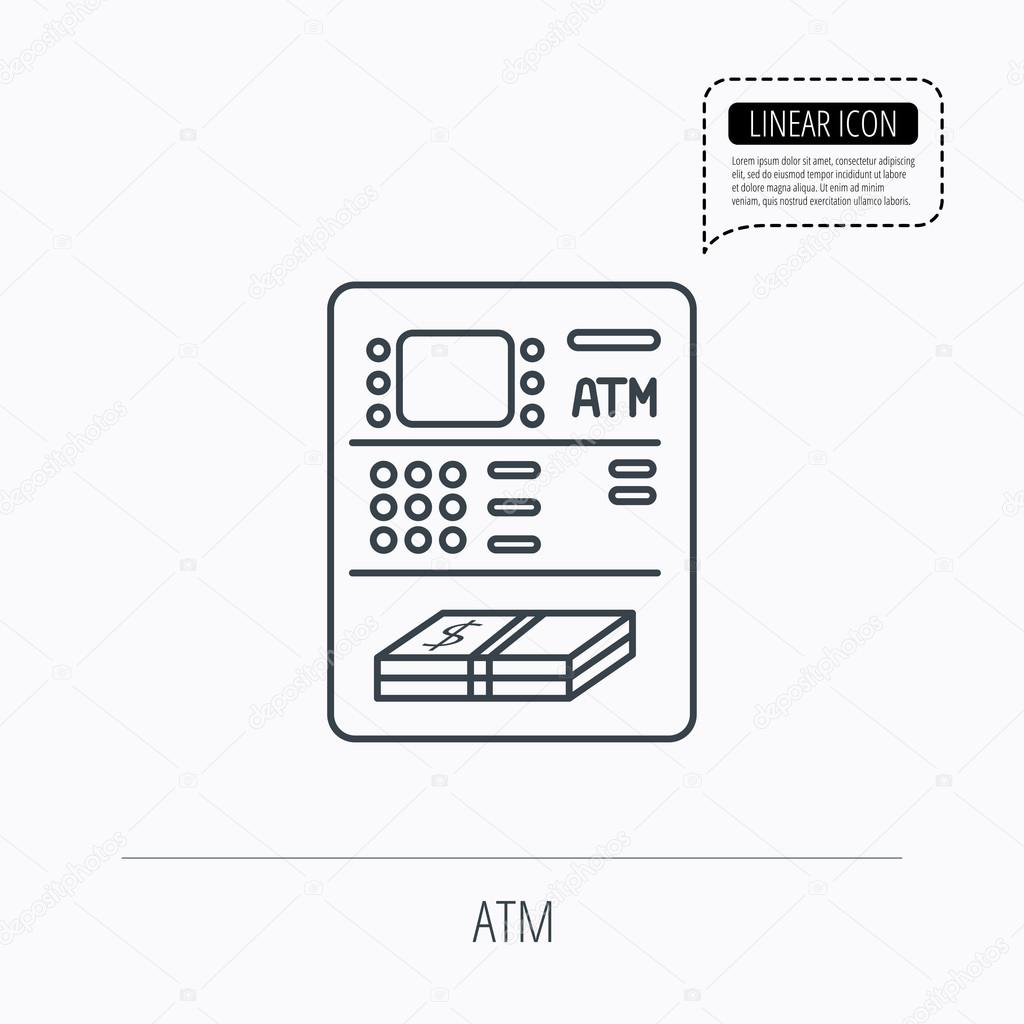 LINEAR ICON
Lorem ipsum dolor sit amet, consectetur adipiscing
elit, sed do eiusmod tempor incididunt ut labore
et dolore magna aliqua. Ut enim ad minim
veniam, quis nostrud exercitation ullamco laboris.
ATM
$
ATM
depositphotos